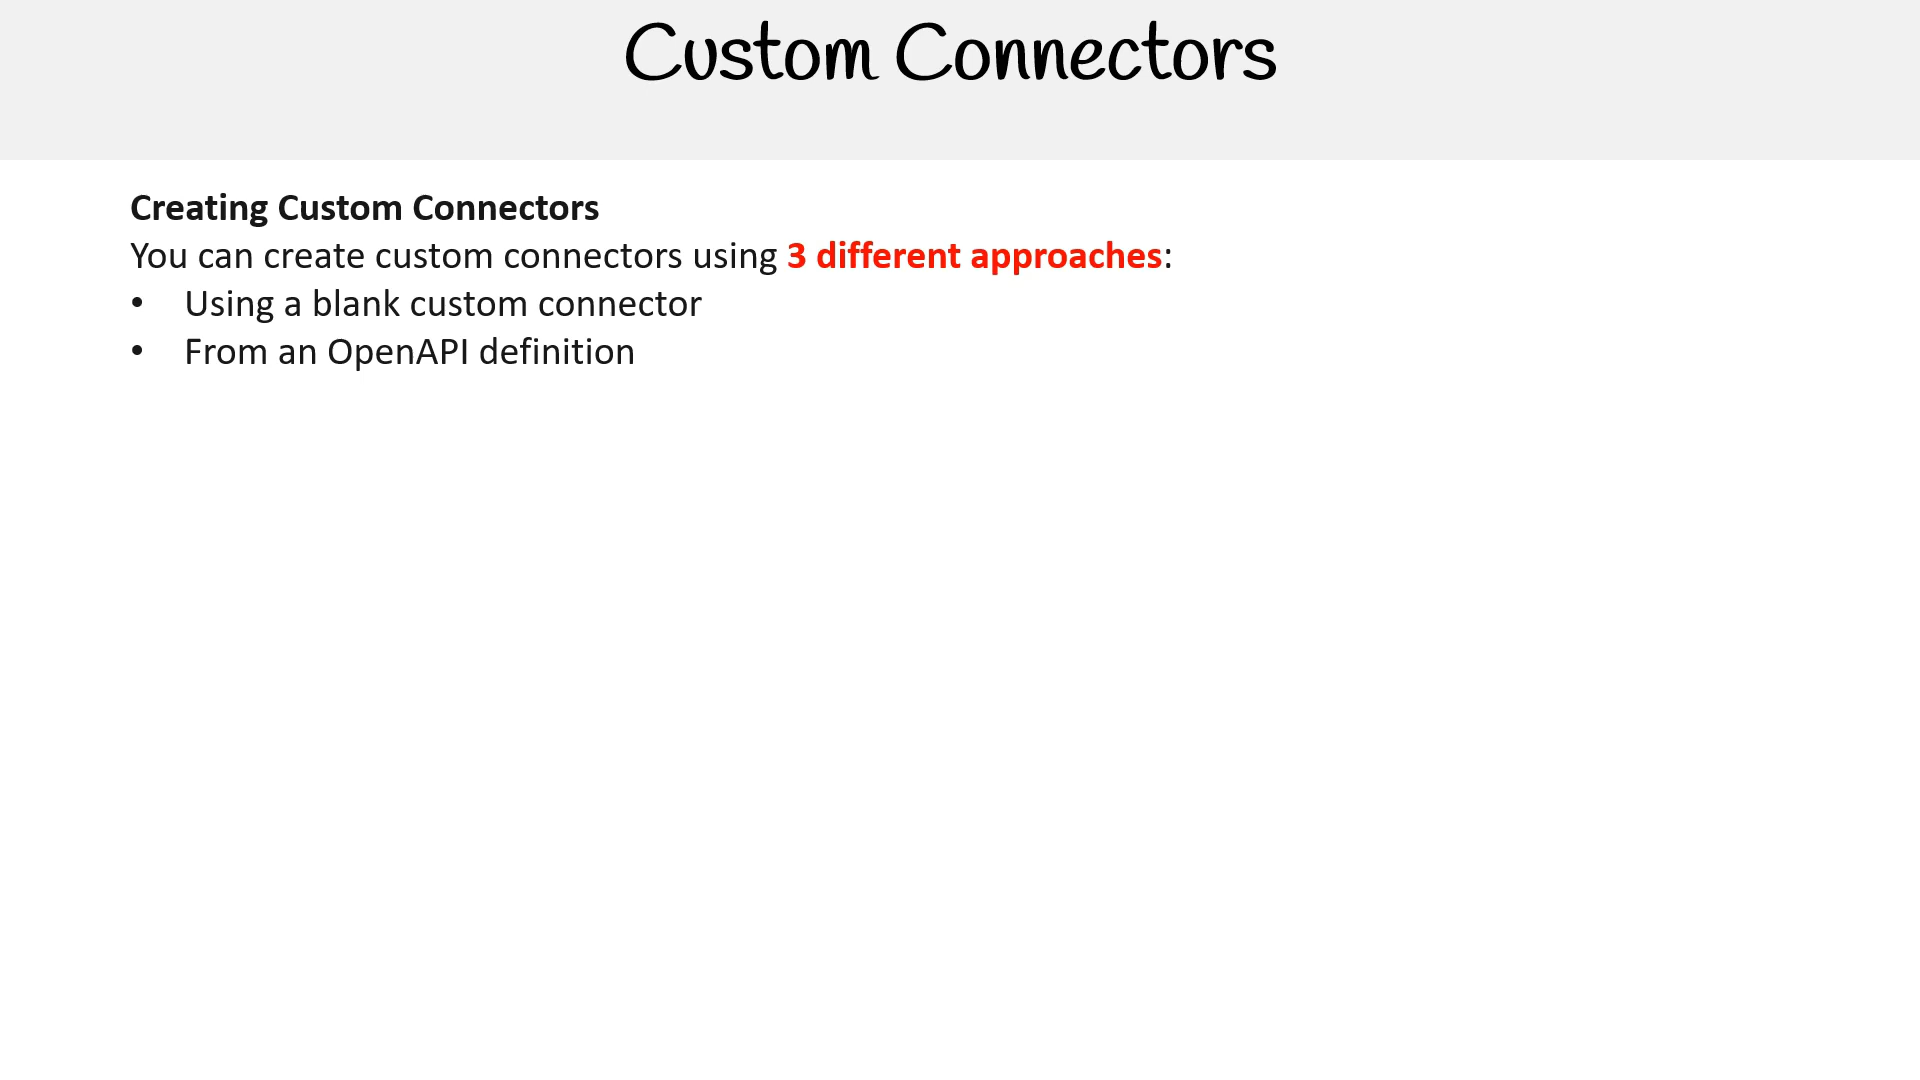 Custom Connectors
Creating Custom Connectors
You can create custom connectors using 3 different approaches:
• Using a blank custom connector
• From an OpenAPI definition